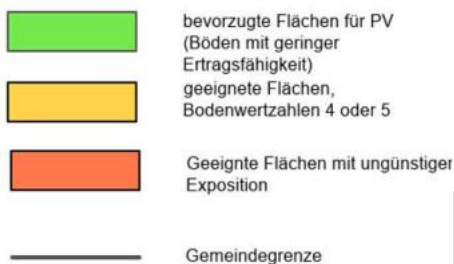 bevorzugte Flächen für PV
(Böden mit geringer
Ertragsfähigkeit)
geeignete Flächen,
Bodenwertzahlen 4 oder 5
Geeignte Flächen mit ungünstiger
Exposition
Gemeindegrenze